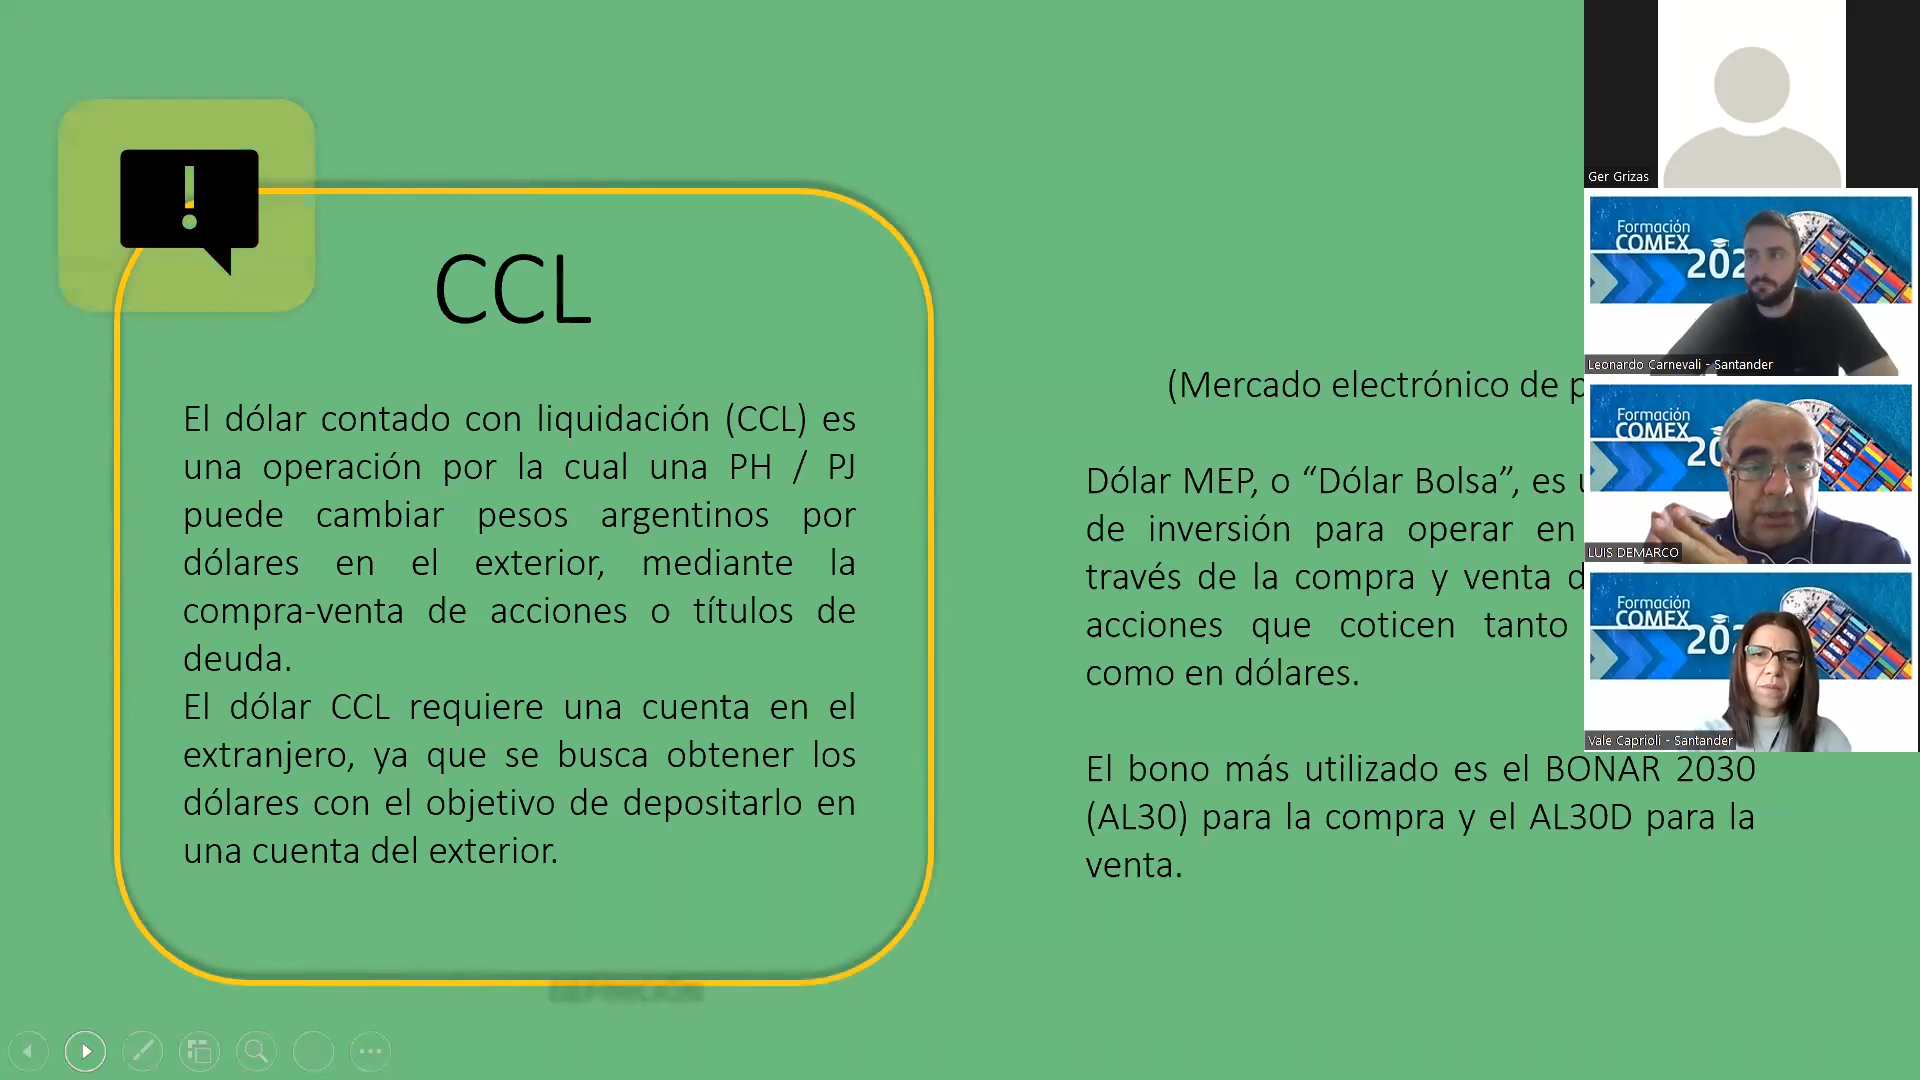 !
CCL
El dólar contado con liquidación (CCL) es
una operación por la cual una PH / PJ
puede cambiar pesos argentinos por
dólares en el exterior, mediante la
compra-venta de acciones o títulos de
deuda.
El dólar CCL requiere una cuenta en el
extranjero, ya que se busca obtener los
dólares con el objetivo de depositarlo en
una cuenta del exterior.
(Mercado electrónico de
Dólar MEP, o “Dólar Bolsa”, es
de inversión para operar en
través de la compra y venta
acciones que coticen tanto
como en dólares.
El bono más utilizado es el BONAR 2030
(AL30) para la compra y el AL30D para la
venta.
Ger Grizas
Formación
COMEX
202
Leonardo Carnevali - Santander
Formación
COMEX
20
LUIS DEMARCO
Formación
COMEX
202
Vale Caprioli - Santander